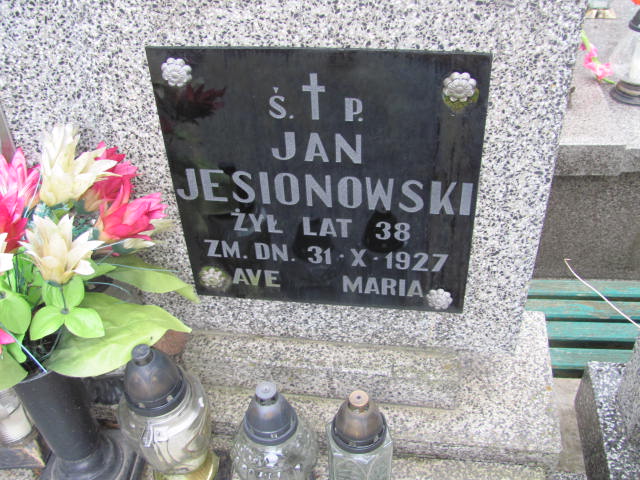 Ś. † P.
JAN
JESIONOWSKI
ŻYŁ LAT 38
ZM. DN. 31·X·1927
AVE MARIA